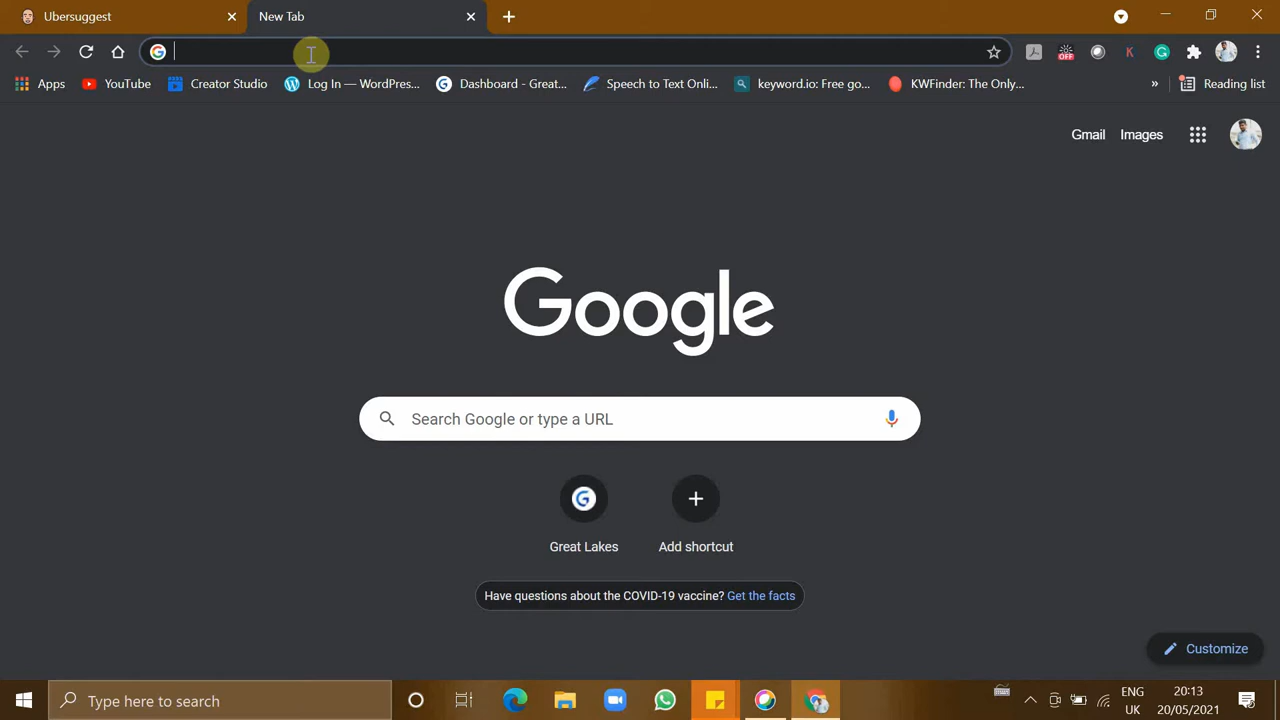 Ubersuggest
New Tab
Apps
YouTube
Creator Studio
Log In — WordPres...
Dashboard - Great...
Speech to Text Onli...
keyword.io: Free go...
KWFinder: The Only...
»
Reading list
OFF
Gmail
Images
Google
Search Google or type a URL
Great Lakes
Add shortcut
Have questions about the COVID-19 vaccine? Get the facts
Customize
Type here to search
ENG
UK
20:13
20/05/2021